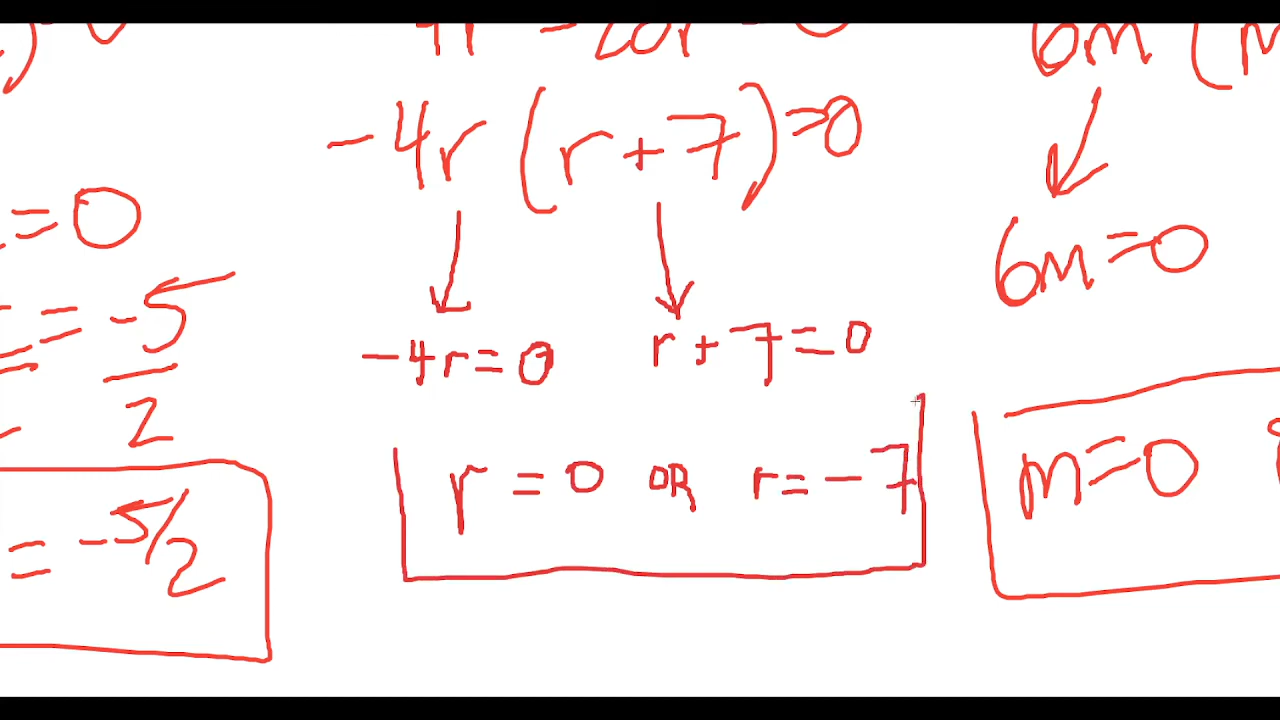 -4r (r+7)=0
-4r=0 r+7=0
r=0 OR r=-7
=0
= -5
2
= -5/2
6m=0
m=0